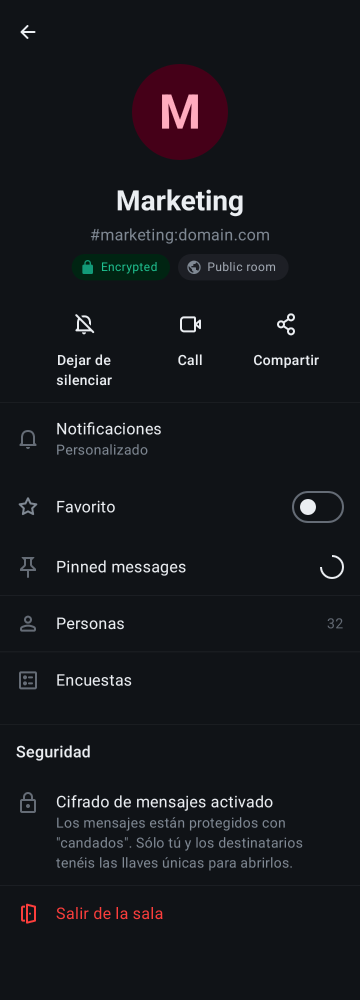 M
Marketing
#marketing:domain.com
Encrypted
Public room
Dejar de
silenciar
Call
Compartir
Notificaciones
Personalizado
Favorito
Pinned messages
Personas
32
Encuestas
Seguridad
Cifrado de mensajes activado
Los mensajes están protegidos con
"candados". Sólo tú y los destinatarios
tenéis las llaves únicas para abrirlos.
Salir de la sala